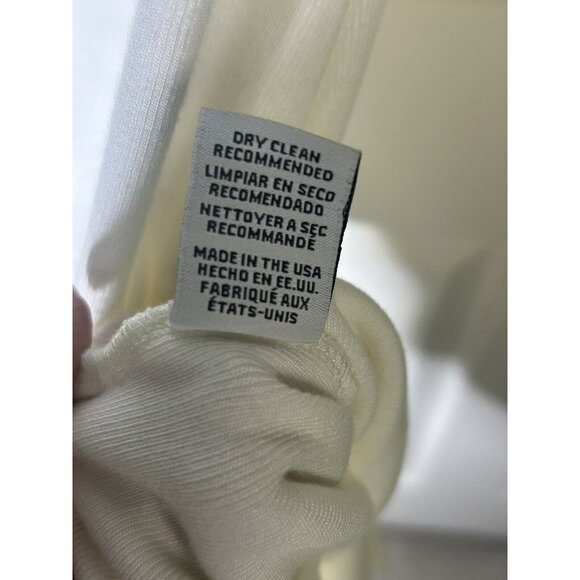 DRY CLEAN
RECOMMENDED
LIMPIAR EN SECO
RECOMENDADO
NETTOYER A SEC
RECOMMANDÉ
MADE IN THE USA
HECHO EN EE.UU.
FABRIQUÉ AUX
ÉTATS-UNIS